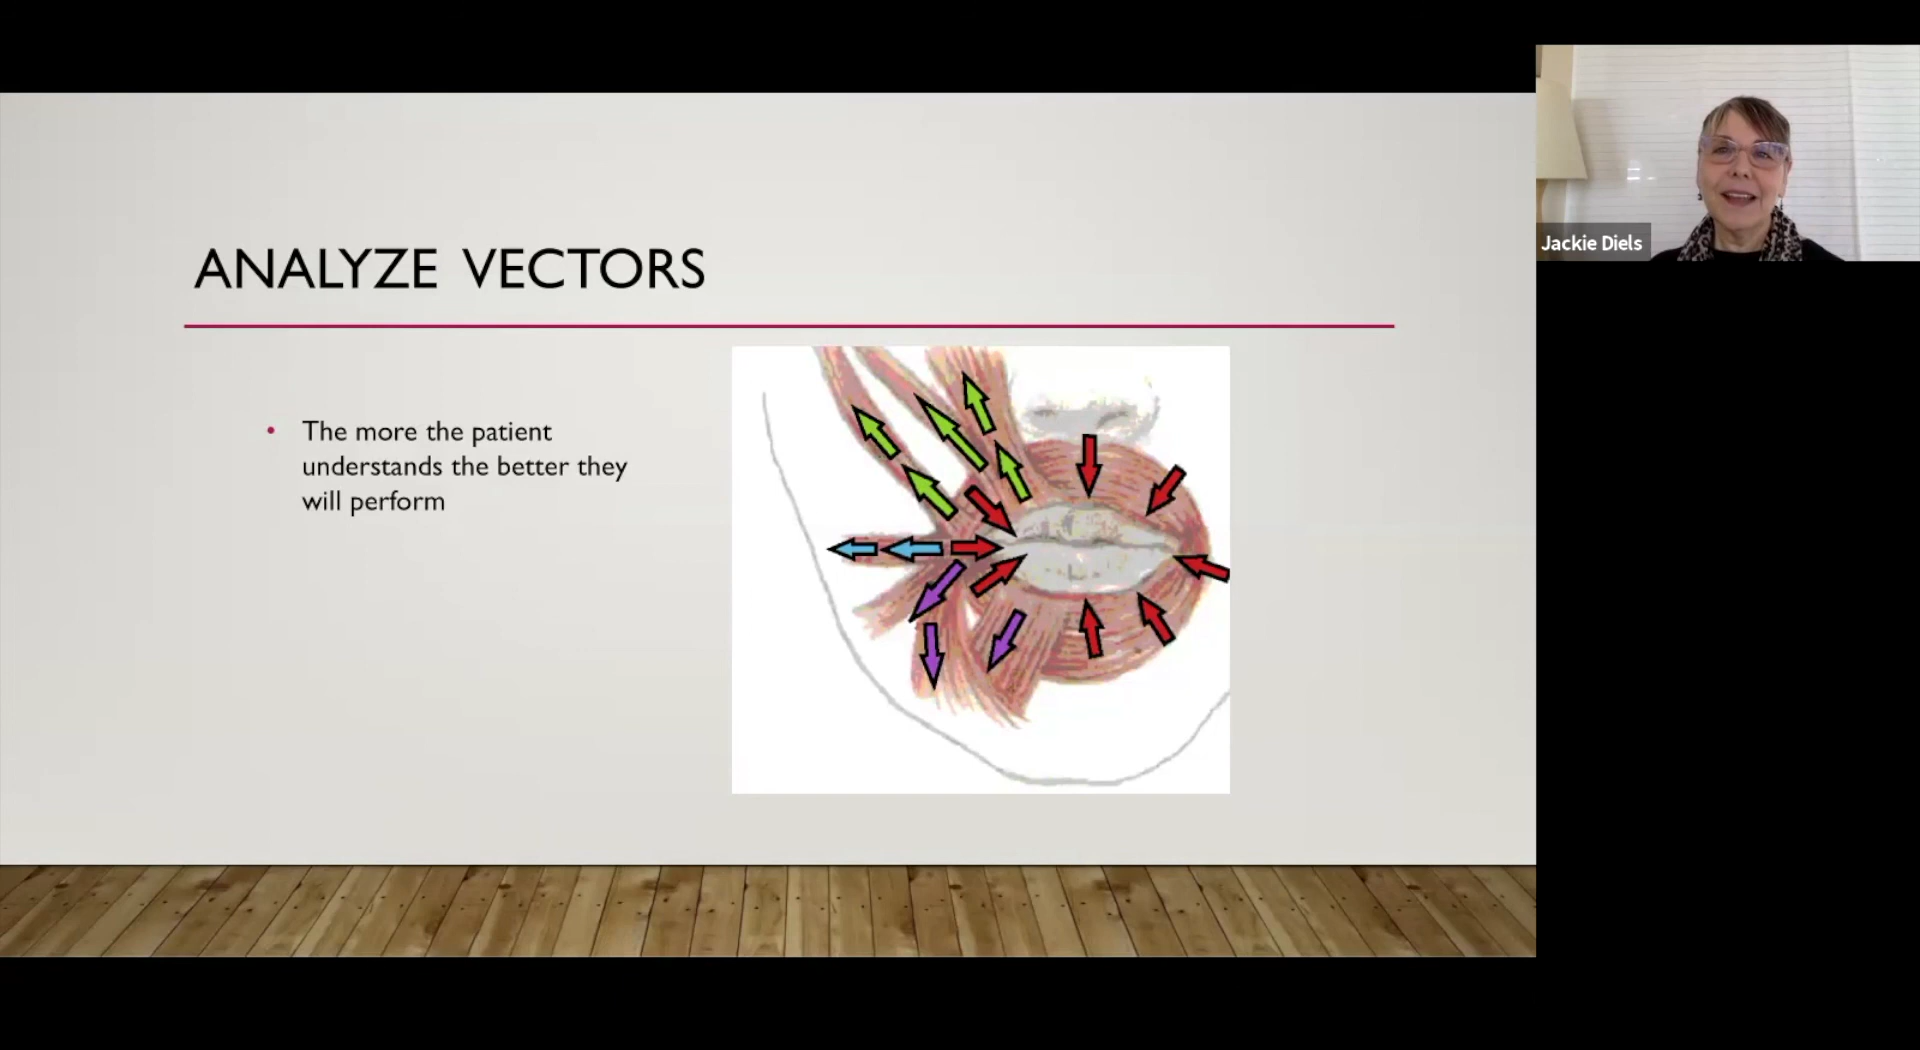 ANALYZE VECTORS
• The more the patient
understands the better they
will perform
Jackie Diels